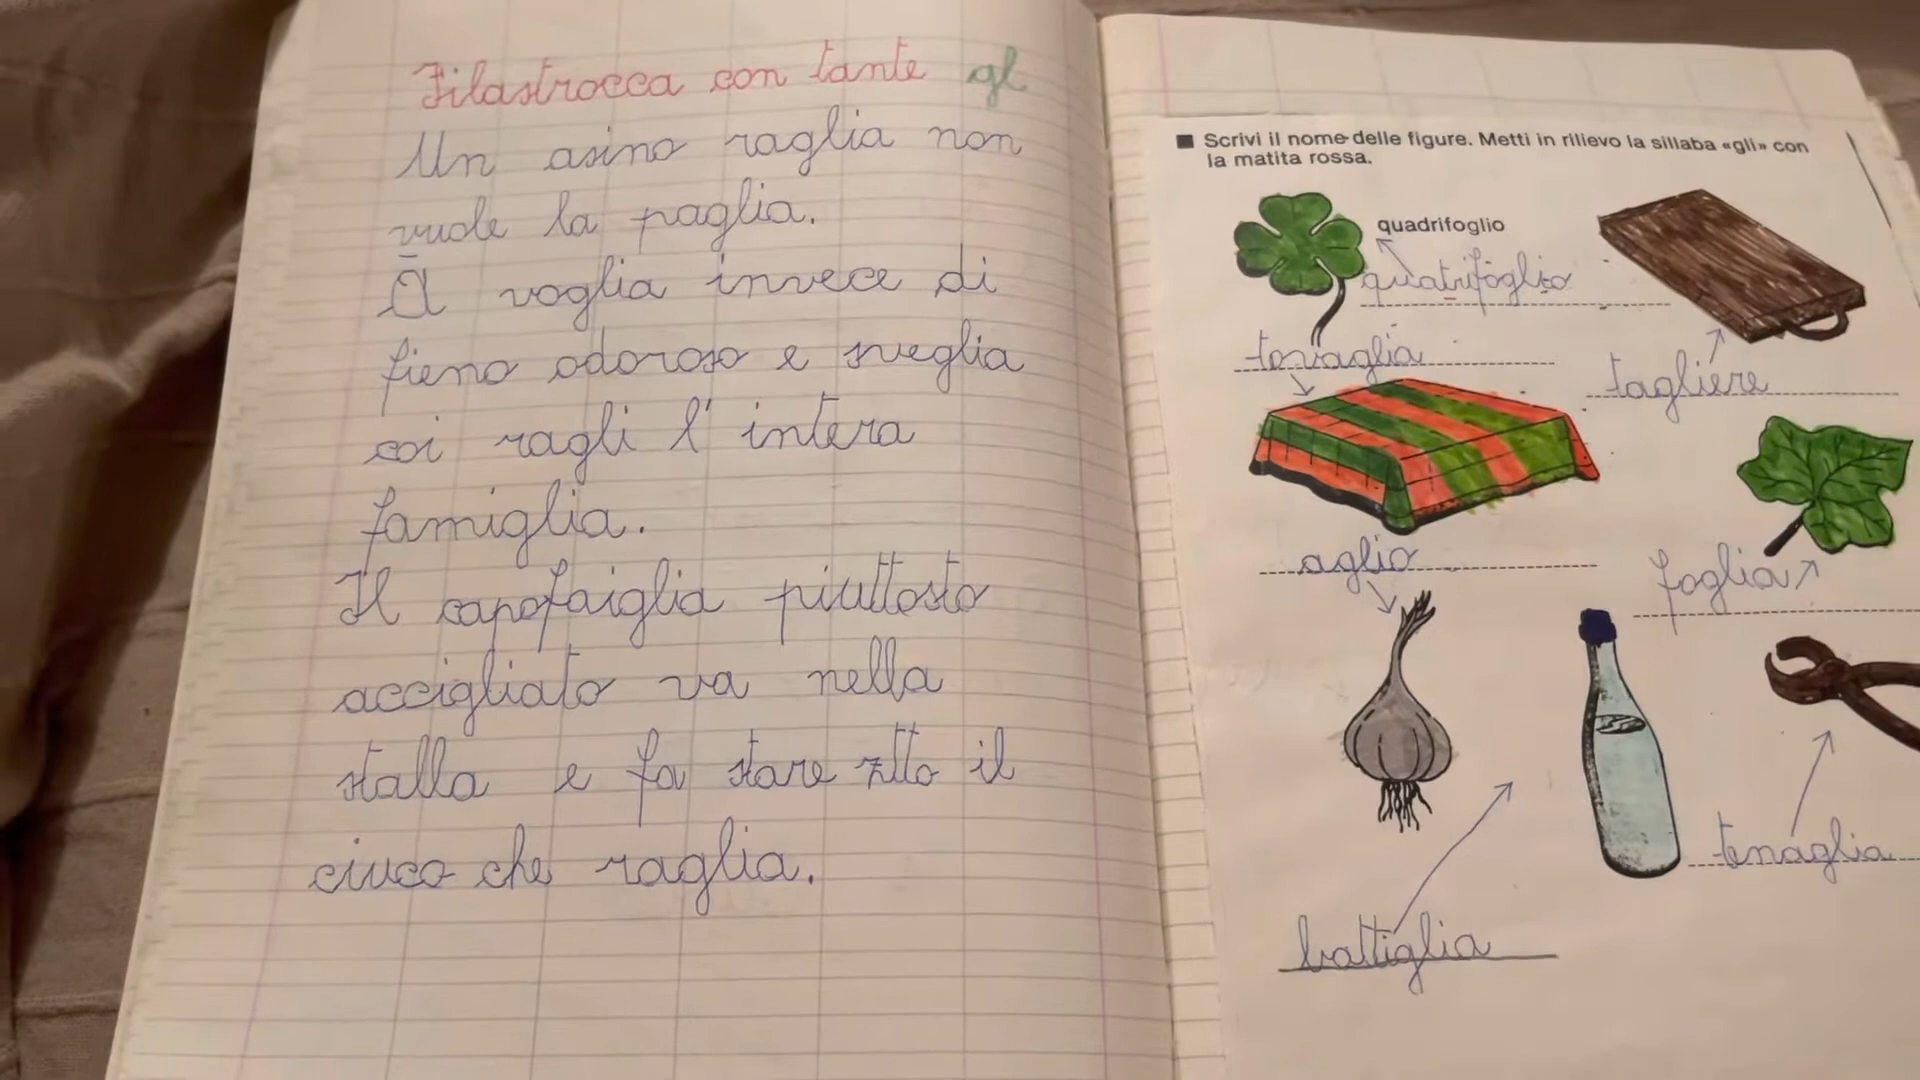 Filastrocca con tante gl
Un asino raglia non
vuole la paglia.
Ā voglia invece di
fieno odoroso e sveglia
coi ragli l'intera
famiglia.
Il capofaiglia piuttosto
accigliato va nella
stalla e fa stare zitto il
ciuco che raglia.
■ Scrivi il nome delle figure. Metti in rilievo la sillaba «gli» con
la matita rossa.
quadrifoglio
quatrifoglio
tovaglia
tagliere
aglio
foglia
tenaglia
battiglia